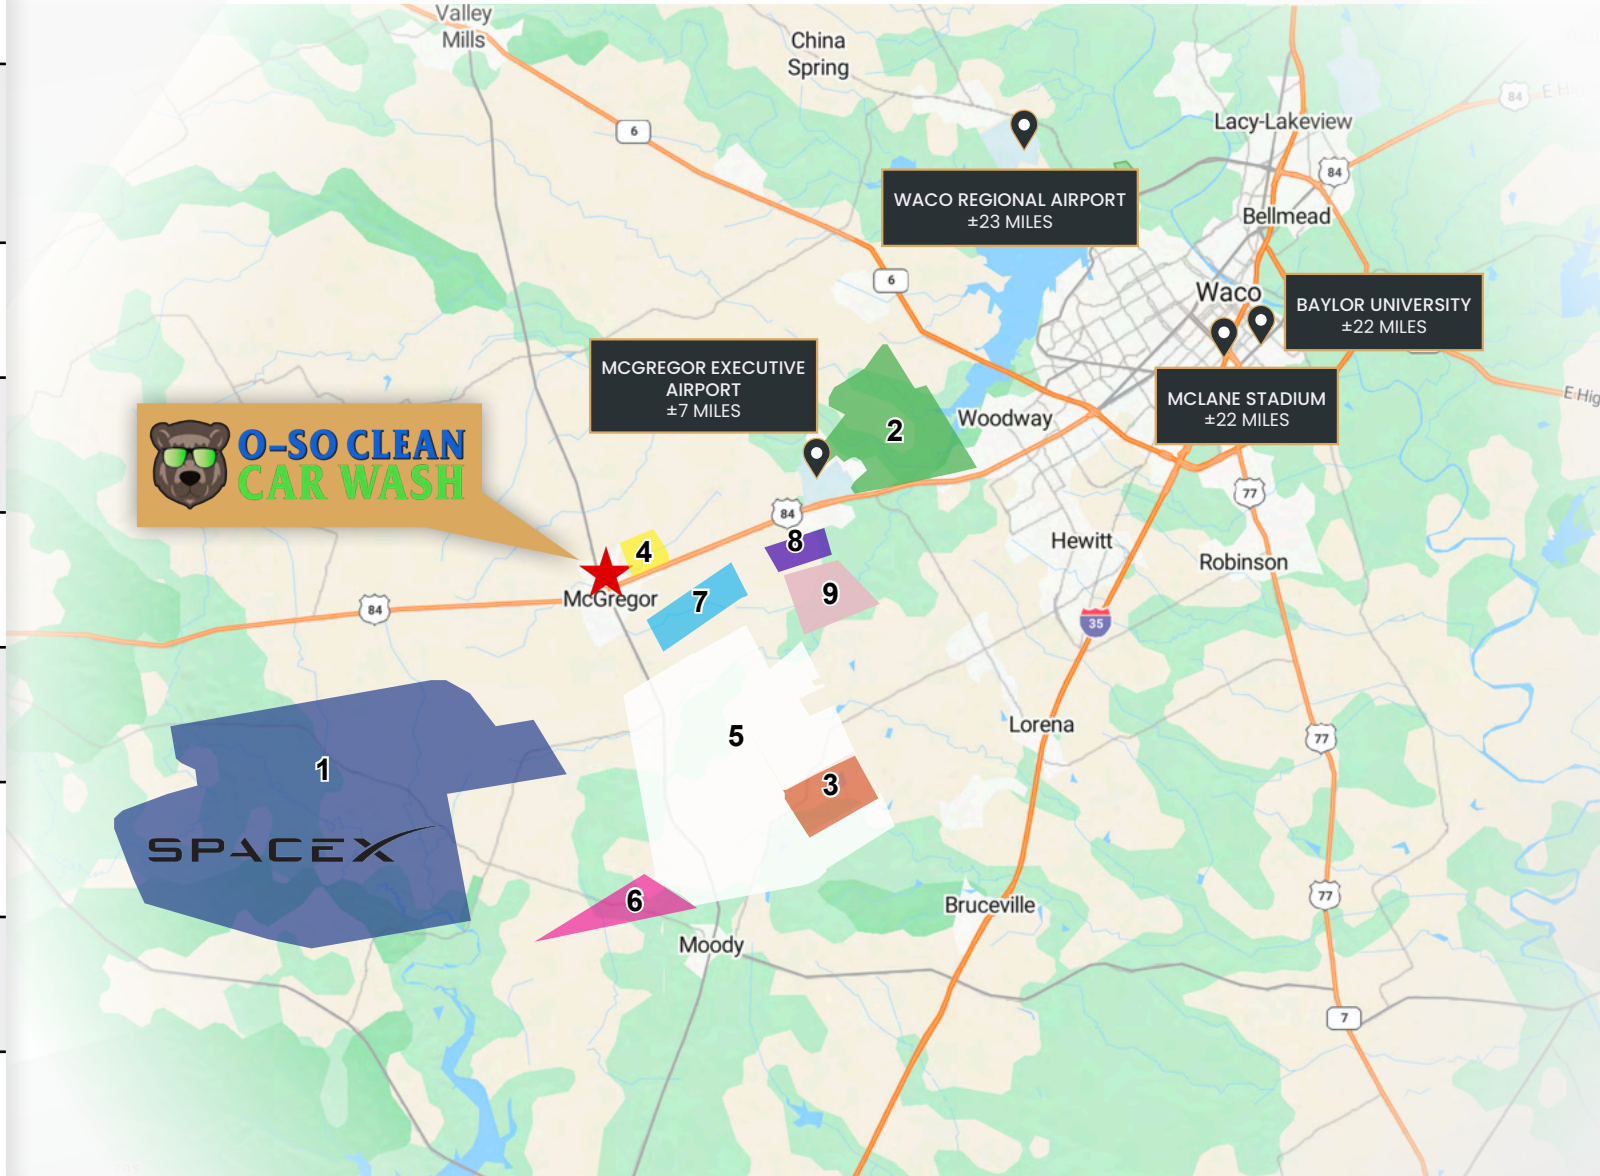 Valley
Mills
China
Spring
84
E H
6
Lacy-Lakeview
84
WACO REGIONAL AIRPORT
±23 MILES
Bellmead
6
Waco
BAYLOR UNIVERSITY
±22 MILES
MCGREGOR EXECUTIVE
AIRPORT
±7 MILES
MCLANE STADIUM
±22 MILES
E Hig
Woodway
2
O-SO CLEAN
CAR WASH
77
84
8
Hewitt
4
Robinson
McGregor
7
9
84
35
Lorena
5
77
1
3
SPACEX
6
77
Bruceville
Moody
7